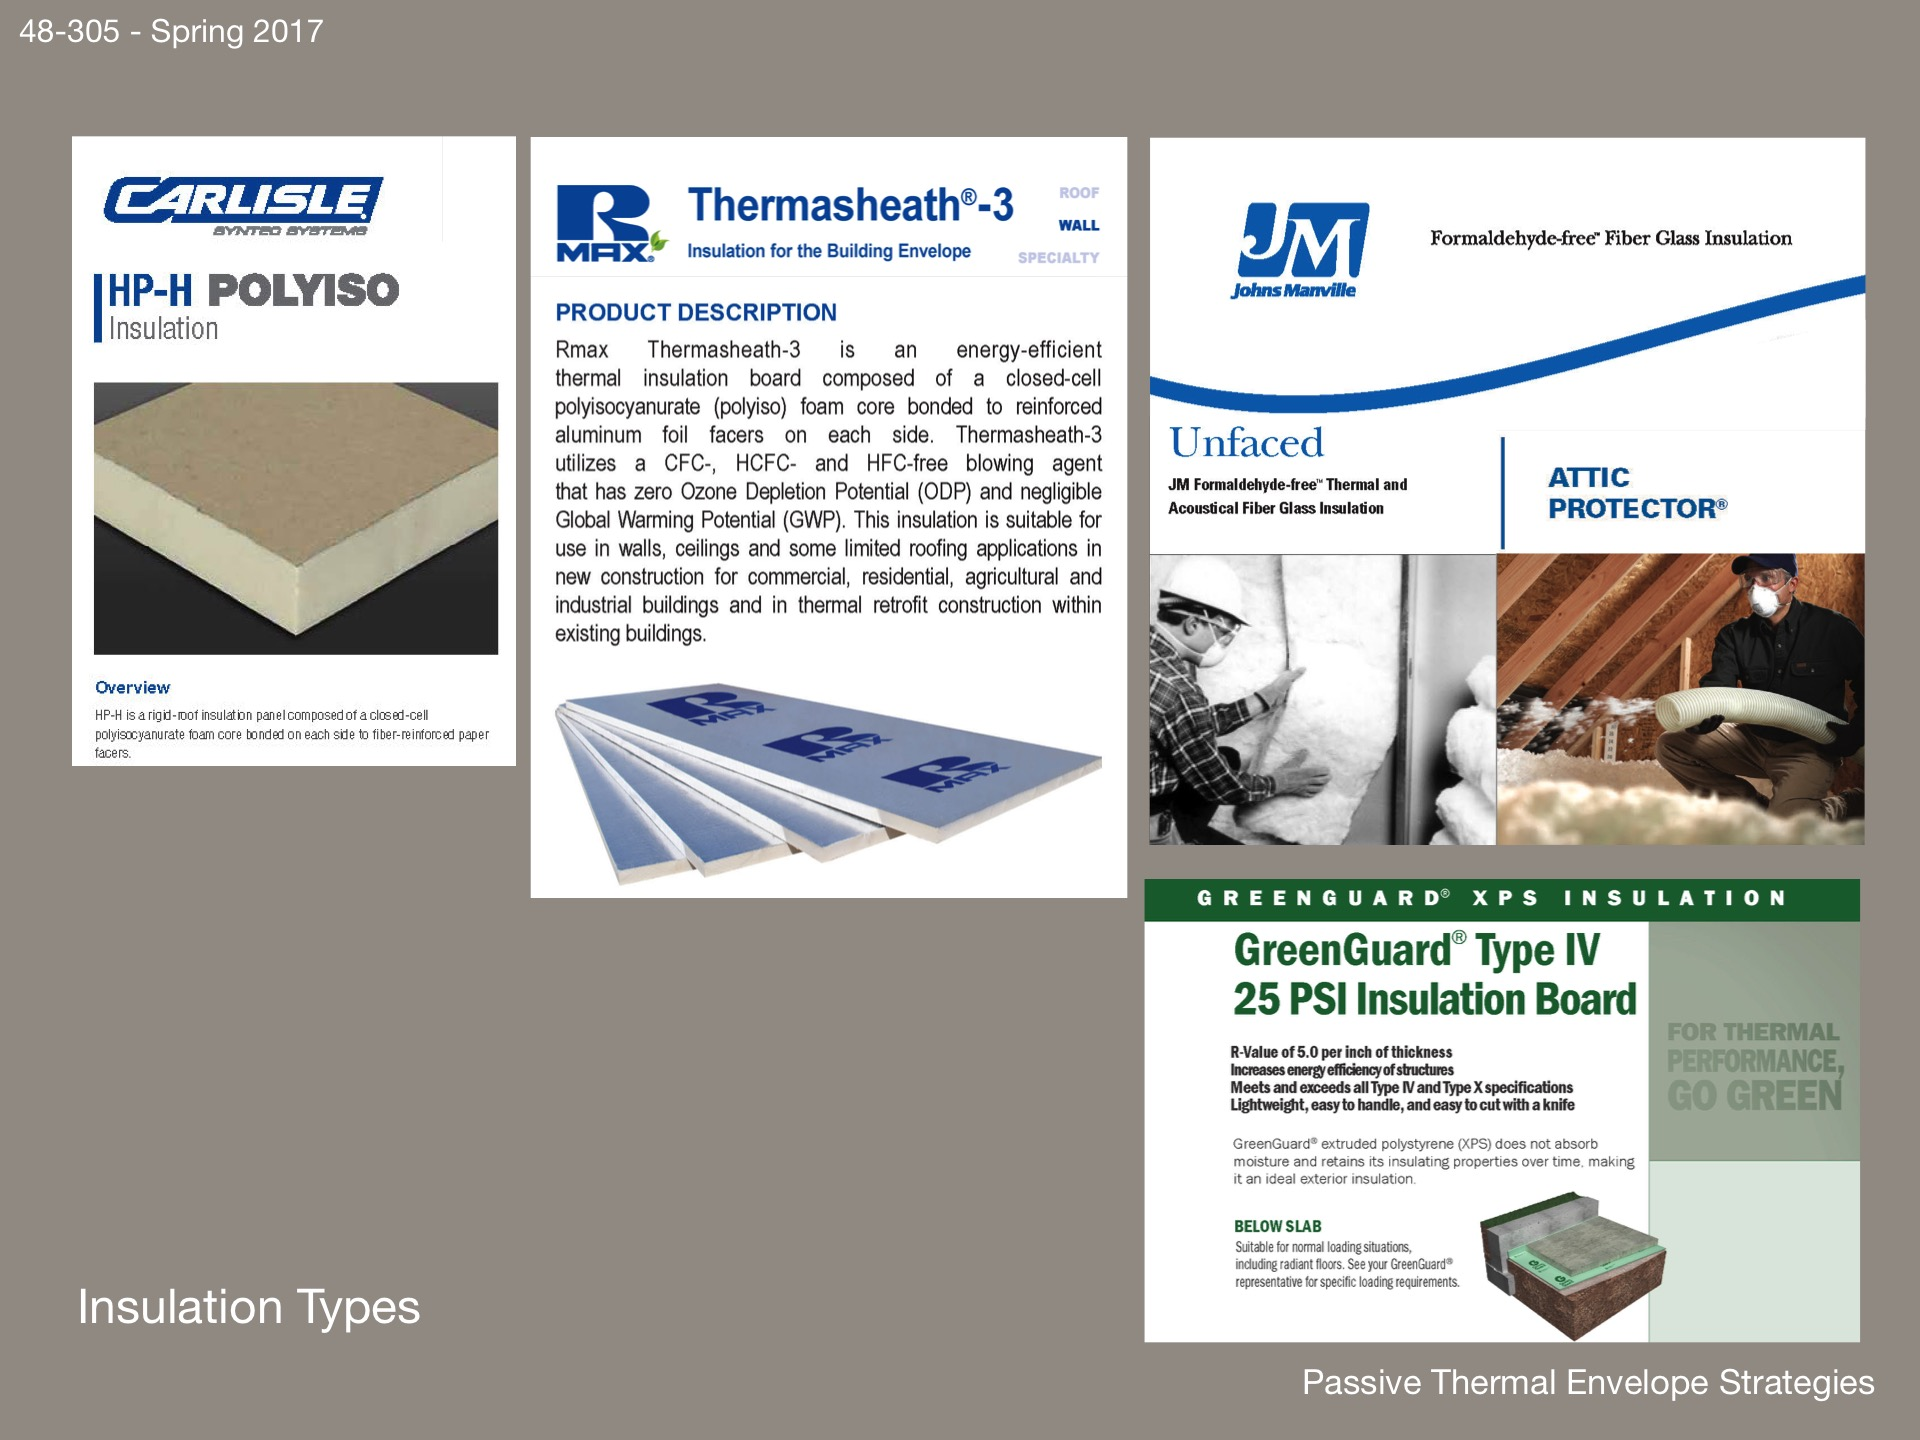 48-305 - Spring 2017
CARLISLE
SYNTEC SYSTEMS
HP-H POLYISO
Insulation
Overview
HP-H is a rigid-roof insulation panel composed of a closed-cell
polyisocyanurate foam core bonded on each side to fiber-reinforced paper
facers.
R
MAX®
Thermasheath®-3
Insulation for the Building Envelope
ROOF
WALL
SPECIALTY
PRODUCT DESCRIPTION
Rmax Thermasheath-3 is an energy-efficient
thermal insulation board composed of a closed-cell
polyisocyanurate (polyiso) foam core bonded to reinforced
aluminum foil facers on each side. Thermasheath-3
utilizes a CFC-, HCFC- and HFC-free blowing agent
that has zero Ozone Depletion Potential (ODP) and negligible
Global Warming Potential (GWP). This insulation is suitable for
use in walls, ceilings and some limited roofing applications in
new construction for commercial, residential, agricultural and
industrial buildings and in thermal retrofit construction within
existing buildings.
R MAX
R MAX
R MAX
JM
Johns Manville
Formaldehyde-free™ Fiber Glass Insulation
Unfaced
JM Formaldehyde-free™ Thermal and
Acoustical Fiber Glass Insulation
ATTIC
PROTECTOR®
GREENGUARD® XPS INSULATION
GreenGuard® Type IV
25 PSI Insulation Board
R-Value of 5.0 per inch of thickness
Increases energy efficiency of structures
Meets and exceeds all Type IV and Type X specifications
Lightweight, easy to handle, and easy to cut with a knife
GreenGuard® extruded polystyrene (XPS) does not absorb
moisture and retains its insulating properties over time, making
it an ideal exterior insulation.
BELOW SLAB
Suitable for normal loading situations,
including radiant floors. See your GreenGuard®
representative for specific loading requirements.
FOR THERMAL
PERFORMANCE,
GO GREEN
Insulation Types
Passive Thermal Envelope Strategies